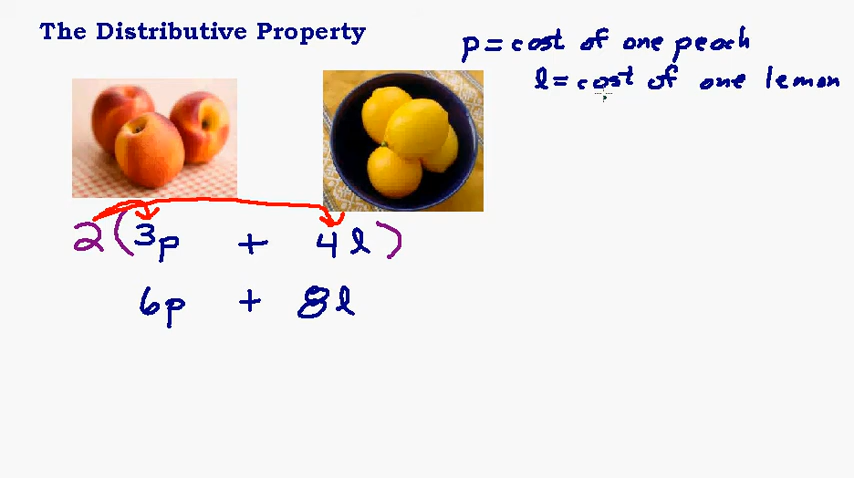 The Distributive Property
p = cost of one peach
l = cost of one lemon
2(3p + 4l)
6p + 8l